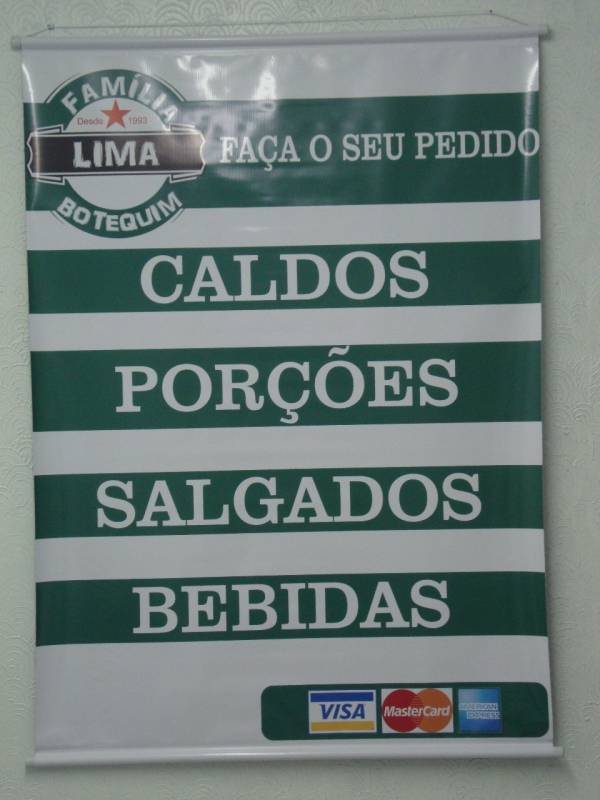 FAMÍLIA
Desde 1993
LIMA
BOTEQUIM
FAÇA O SEU PEDIDO
CALDOS
PORÇÕES
SALGADOS
BEBIDAS
VISA MasterCard AMERICAN EXPRESS